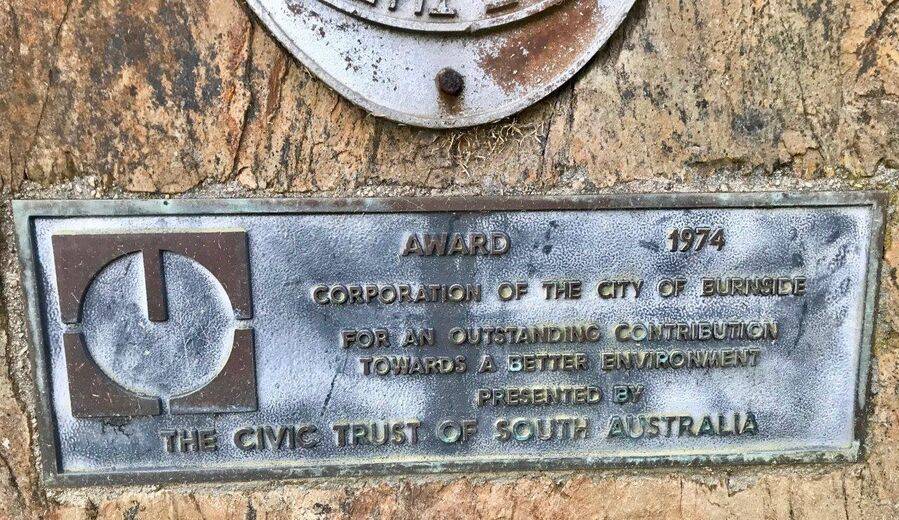 AWARD 1974
CORPORATION OF THE CITY OF BURNSIDE
FOR AN OUTSTANDING CONTRIBUTION
TOWARDS A BETTER ENVIRONMENT
PRESENTED BY
THE CIVIC TRUST OF SOUTH AUSTRALIA